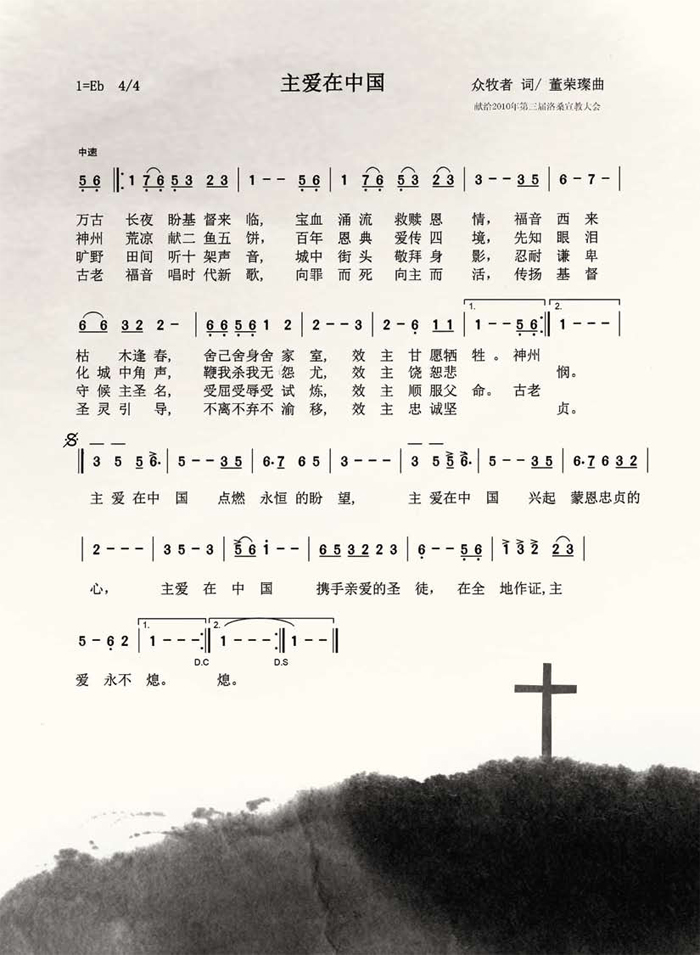 主爱在中国
1=Eb 4/4
众牧者 词/ 董荣璨曲
献给2010年第三届洛桑宣教大会
中速
5 6 ‖: 1 7 6 5 3 2 3 | 1 - - 5 6 | 1 7 6 5 3 2 3 | 3 - - 3 5 | 6 - 7 - |
万古 长夜 盼基 督来 临, 宝血 涌流 救赎恩 情, 福音 西来
神州 荒凉 献二 鱼五 饼, 百年 恩典 爱传四 境, 先知 眼泪
旷野 田间 听十 架声 音, 城中 街头 敬拜身 影, 忍耐 谦卑
古老 福音 唱时 代新 歌, 向罪 而死 向主而 活, 传扬 基督
1. 2.
6 6 3 2 2 - | 6 6 5 6 1 2 | 2 - - 3 | 2 - 6 1 1 | 1 - - 5 6 :‖ 1 - - - |
枯 木逢 春, 舍己舍身舍 家 室, 效 主 甘 愿牺 牲。神州
化 城 中角 声, 鞭我杀我无 怨 尤, 效 主 饶 恕悲 悯。
守 候 主圣 名, 受屈受辱受 试 炼, 效 主 顺 服父 命。古老
圣 灵 引 导, 不离不弃不 渝 移, 效 主 忠 诚坚 贞。
‖ 3 5 5 6. | 5 - - 3 5 | 6. 7 6 5 | 3 - - - | 3 5 5 6. | 5 - - 3 5 | 6. 7 6 3 2 |
主 爱 在中 国 点燃 永恒 的盼 望, 主 爱在中 国 兴起 蒙恩忠贞的
| 2 - - - | 3 5 - 3 | 5 6 1 - - | 6 5 3 2 2 3 | 6 - - 5 6 | 1 3 2 2 3 |
心, 主爱 在 中 国 携手亲爱的圣 徒, 在全 地作证,主
1. 2.
5 - 6 2 | 1 - - - :‖ 1 - - - :‖ 1 - - - ‖
D.C D.S
爱 永不 熄。 熄。